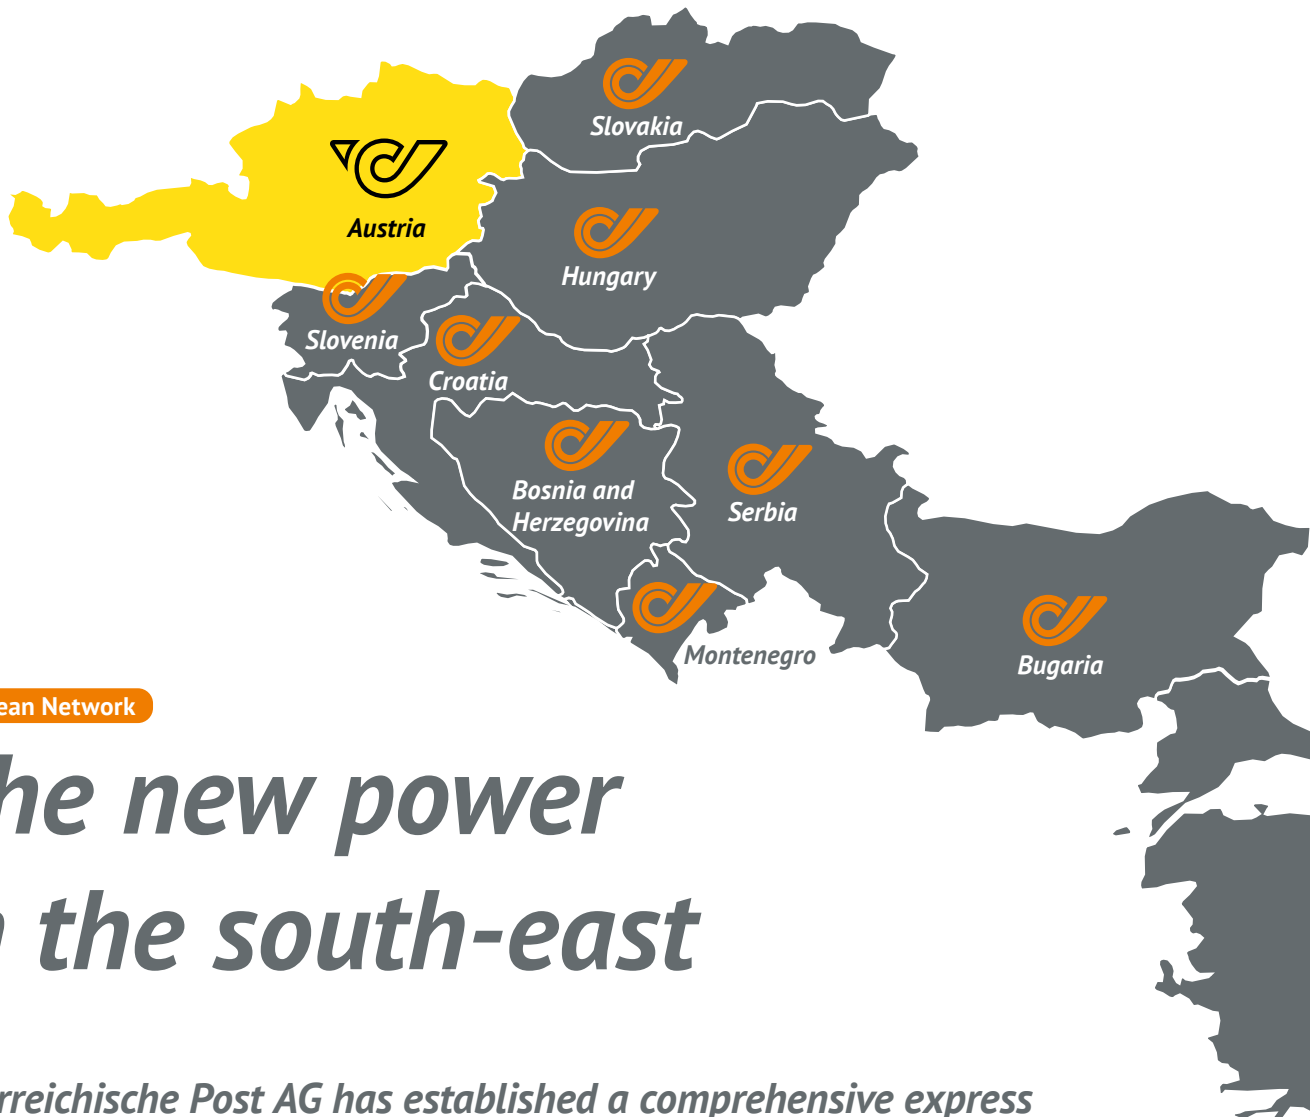 Slovakia
Austria
Hungary
Slovenia
Croatia
Bosnia and
Herzegovina
Serbia
Montenegro
Bugaria
ean Network
he new power
the south-east
rreichische Post AG has established a comprehensive express